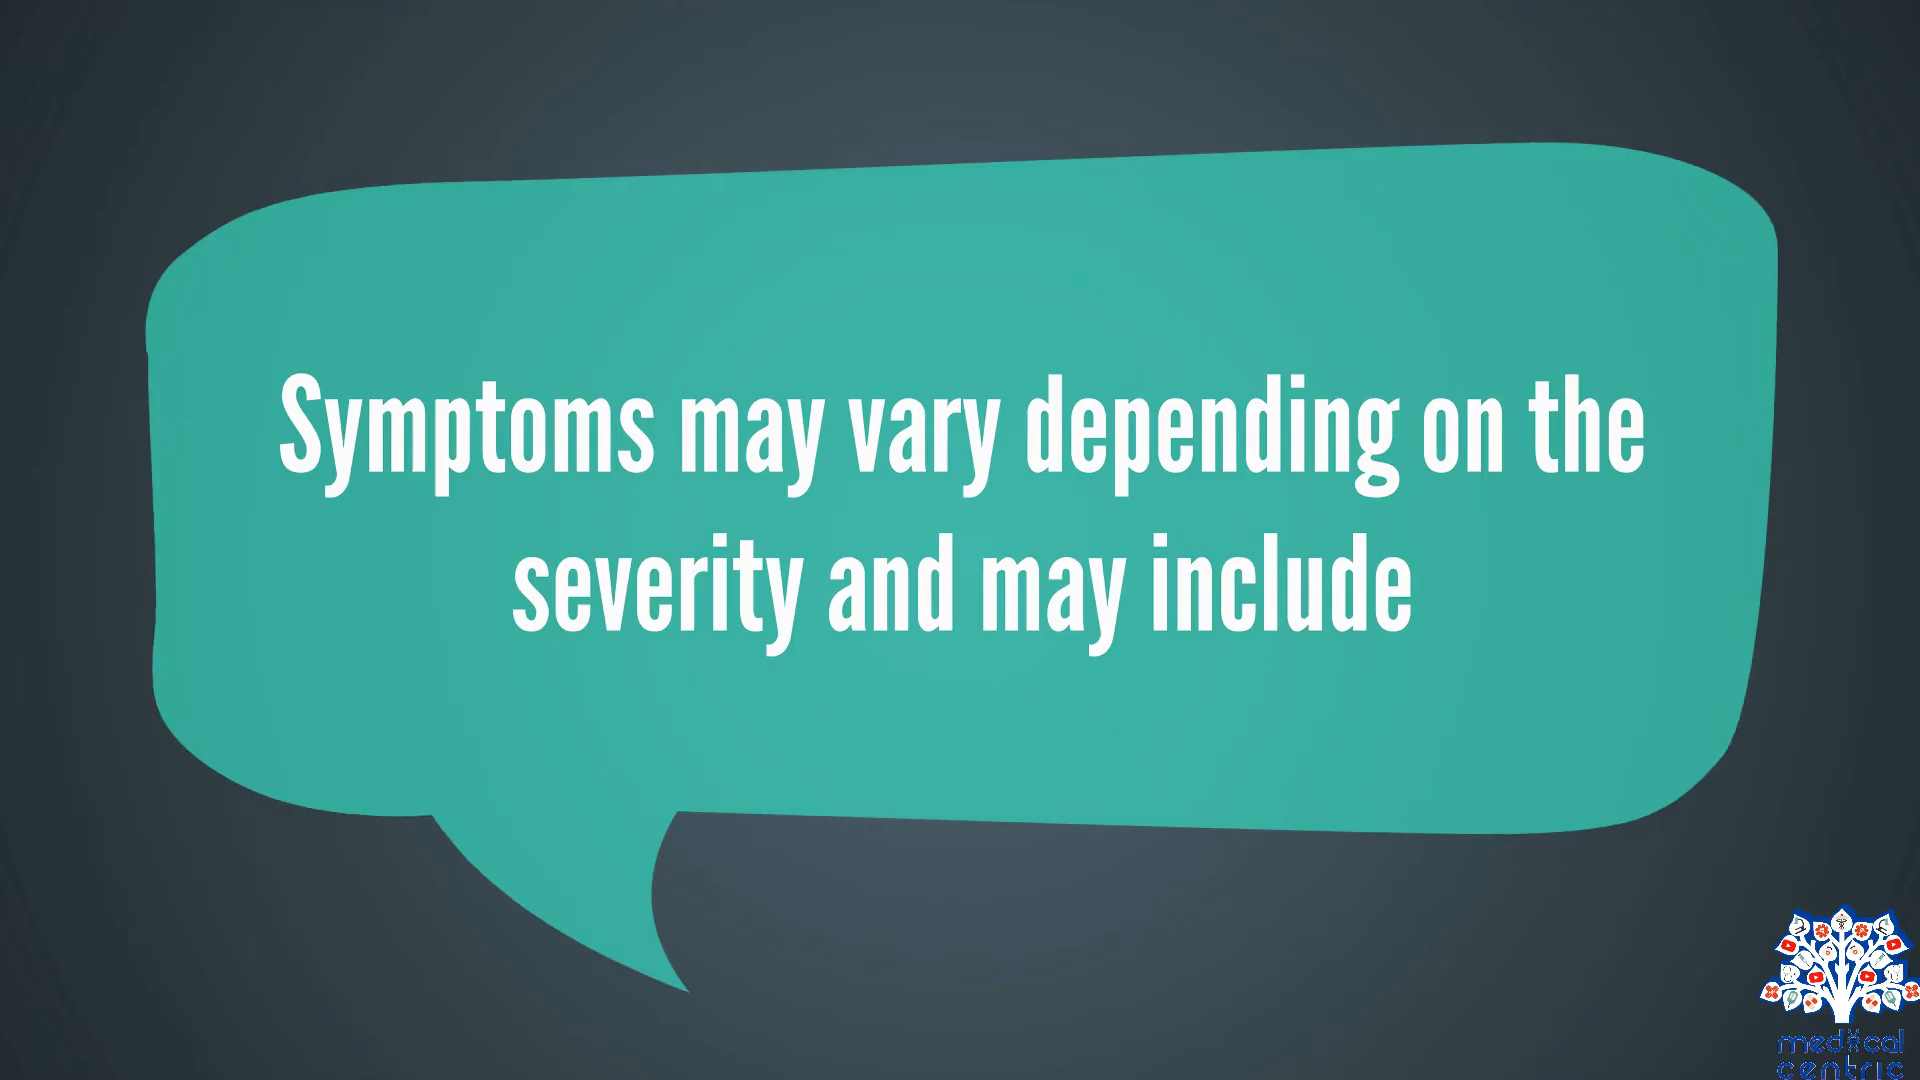 Symptoms may vary depending on the
severity and may include
medical
centric